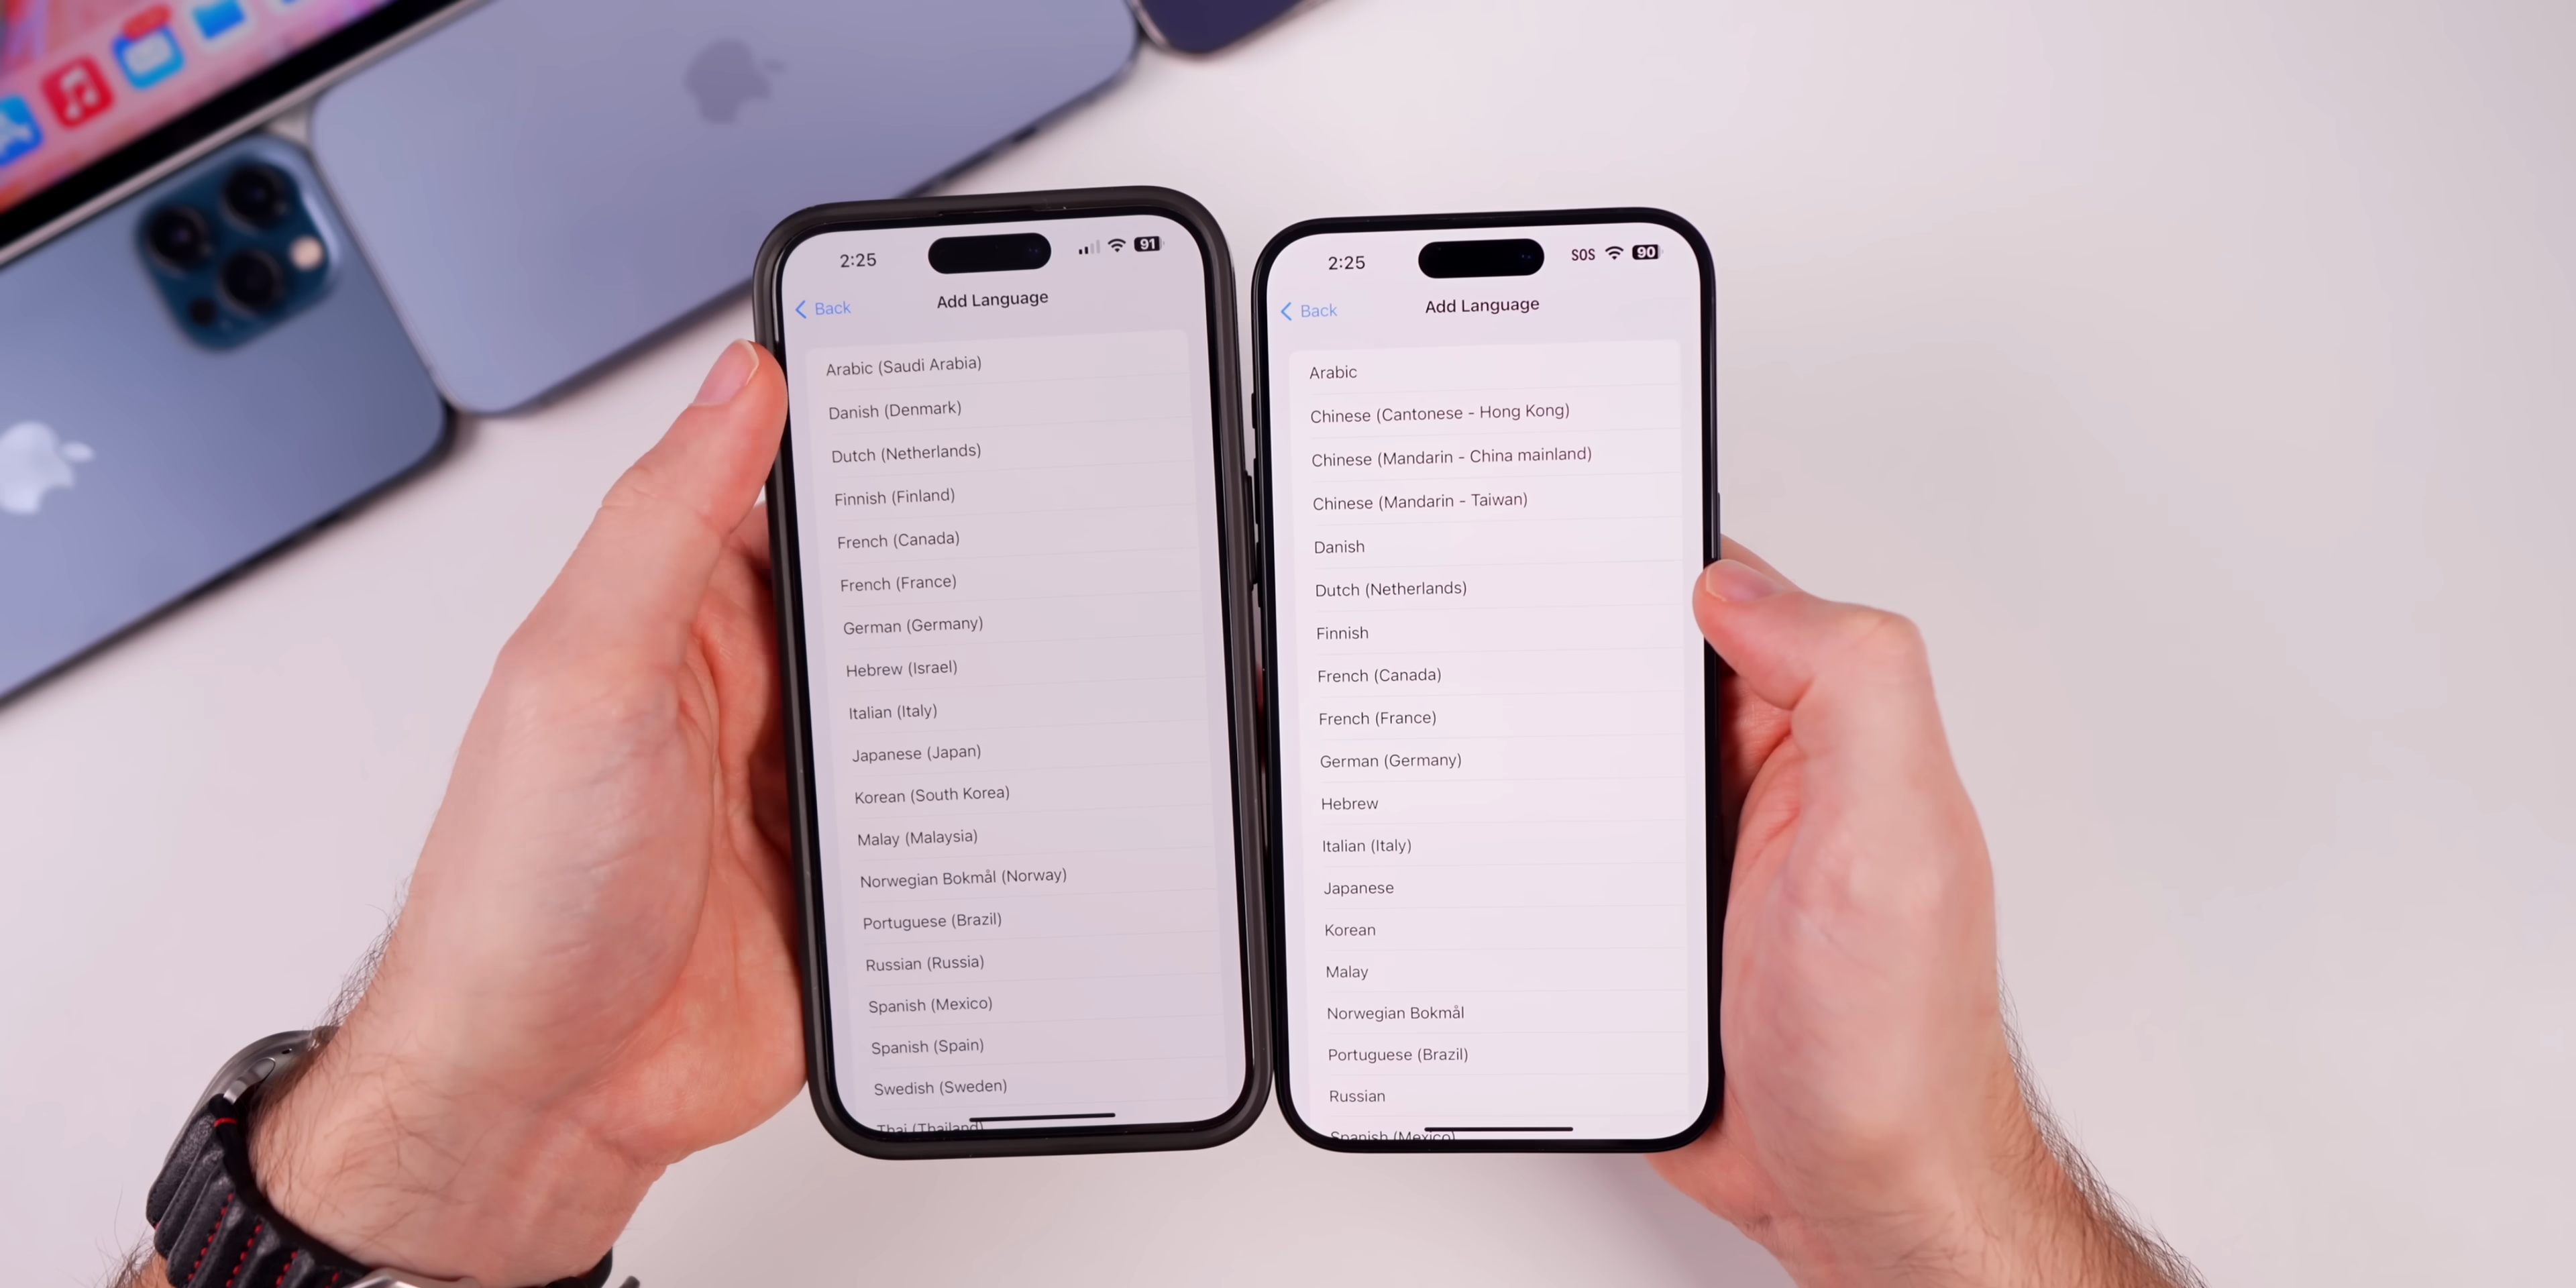 2:25
91
Back
Add Language
Arabic (Saudi Arabia)
Danish (Denmark)
Dutch (Netherlands)
Finnish (Finland)
French (Canada)
French (France)
German (Germany)
Hebrew (Israel)
Italian (Italy)
Japanese (Japan)
Korean (South Korea)
Malay (Malaysia)
Norwegian Bokmål (Norway)
Portuguese (Brazil)
Russian (Russia)
Spanish (Mexico)
Spanish (Spain)
Swedish (Sweden)
Thai (Thailand)
2:25
SOS 90
Back
Add Language
Arabic
Chinese (Cantonese - Hong Kong)
Chinese (Mandarin - China mainland)
Chinese (Mandarin - Taiwan)
Danish
Dutch (Netherlands)
Finnish
French (Canada)
French (France)
German (Germany)
Hebrew
Italian (Italy)
Japanese
Korean
Malay
Norwegian Bokmål
Portuguese (Brazil)
Russian
Spanish (Mexico)